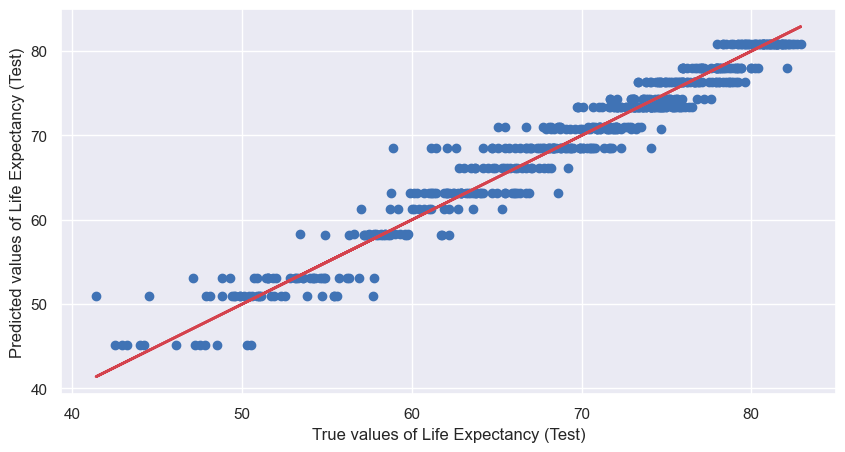 80
70
60
50
40
Predicted values of Life Expectancy (Test)
40 50 60 70 80
True values of Life Expectancy (Test)